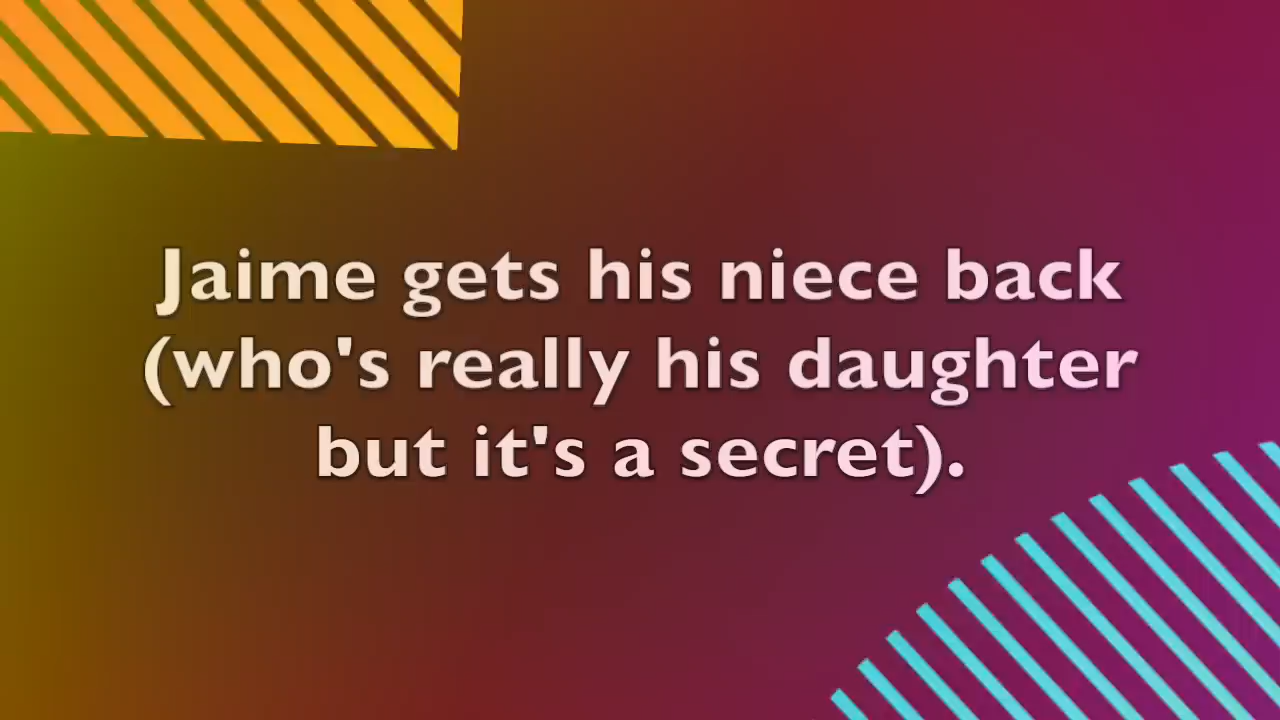 Jaime gets his niece back
(who's really his daughter
but it's a secret).